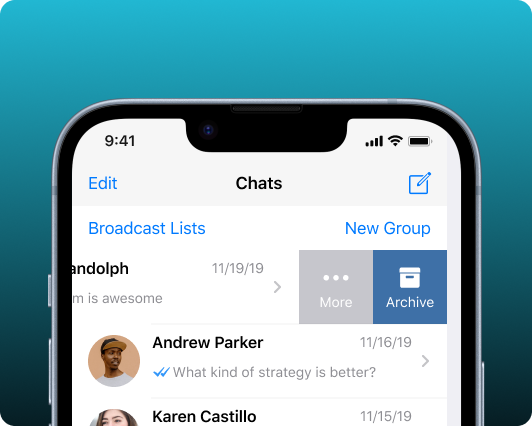 9:41
Edit
Chats
Broadcast Lists
New Group
andolph
11/19/19
m is awesome
More
Archive
Andrew Parker
11/16/19
What kind of strategy is better?
Karen Castillo
11/15/19